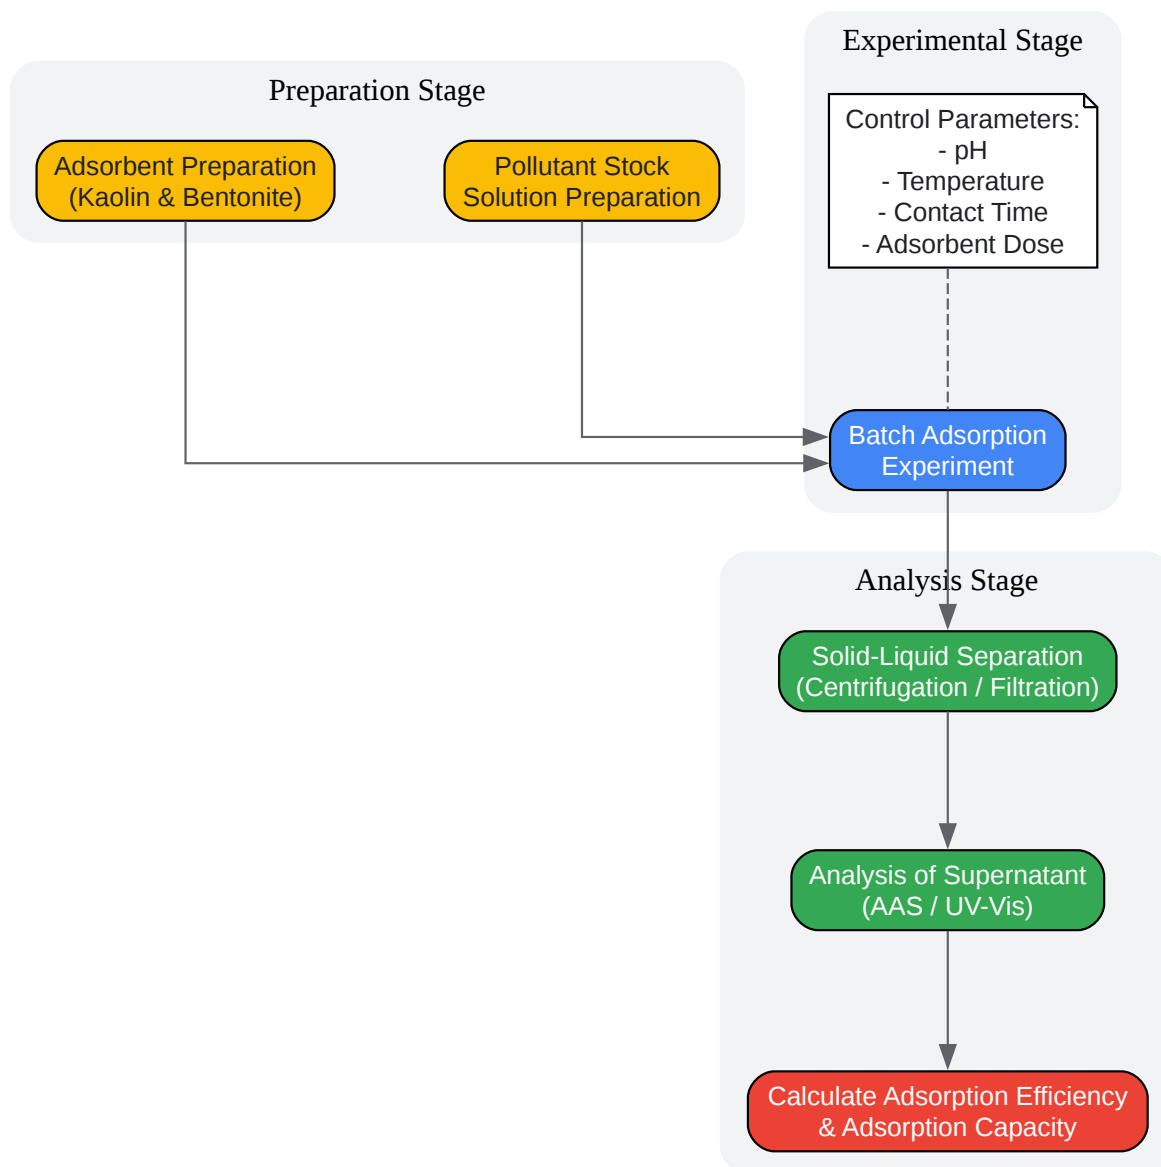 Experimental Stage
Preparation Stage
Control Parameters:
- pH
- Temperature
- Contact Time
- Adsorbent Dose
Adsorbent Preparation
(Kaolin & Bentonite)
Pollutant Stock
Solution Preparation
Batch Adsorption
Experiment
Analysis Stage
Solid-Liquid Separation
(Centrifugation / Filtration)
Analysis of Supernatant
(AAS / UV-Vis)
Calculate Adsorption Efficiency
& Adsorption Capacity